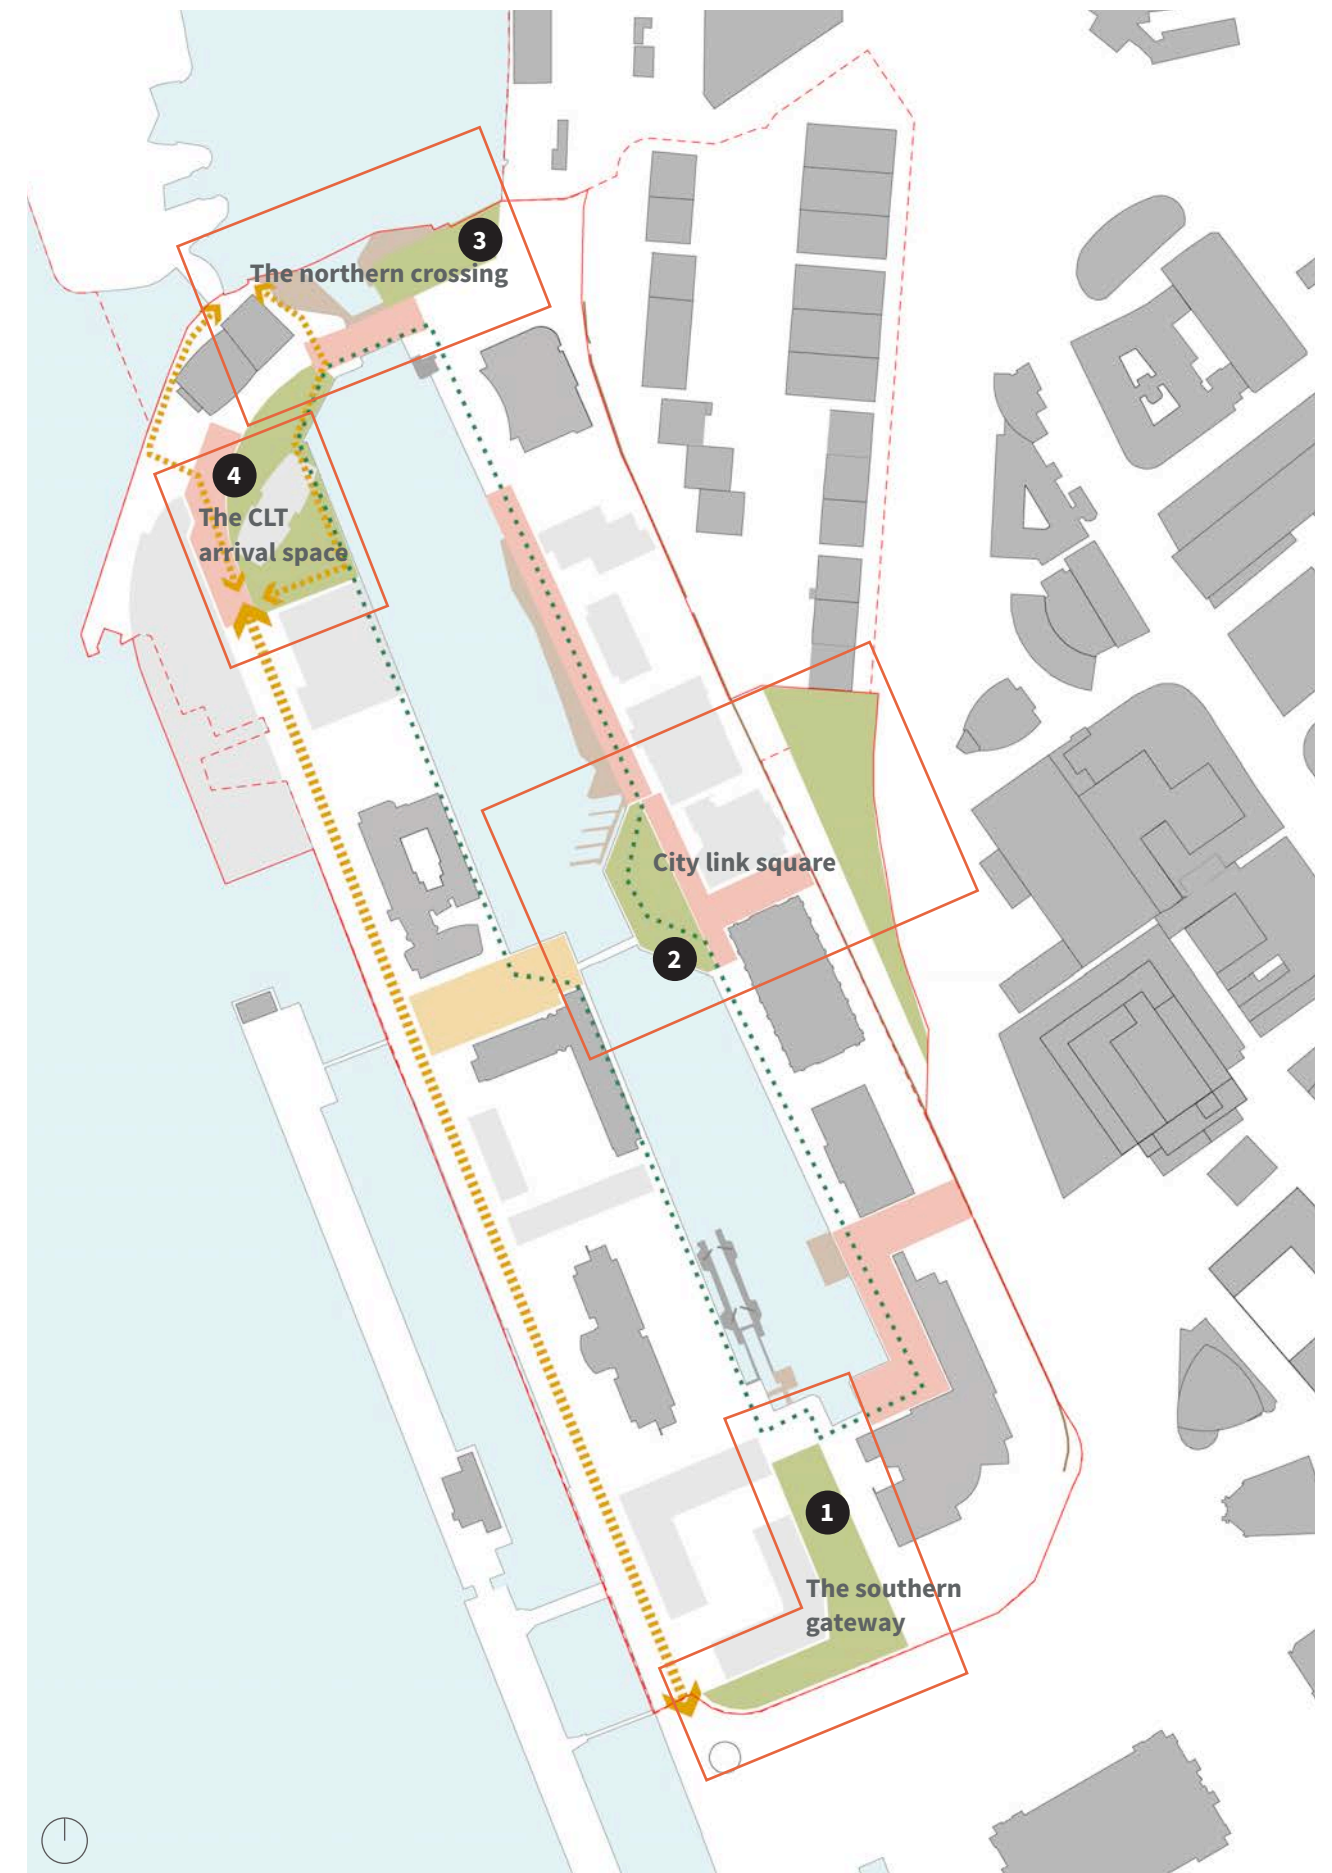 3
The northern crossing
4
The CLT
arrival space
City link square
2
1
The southern
gateway